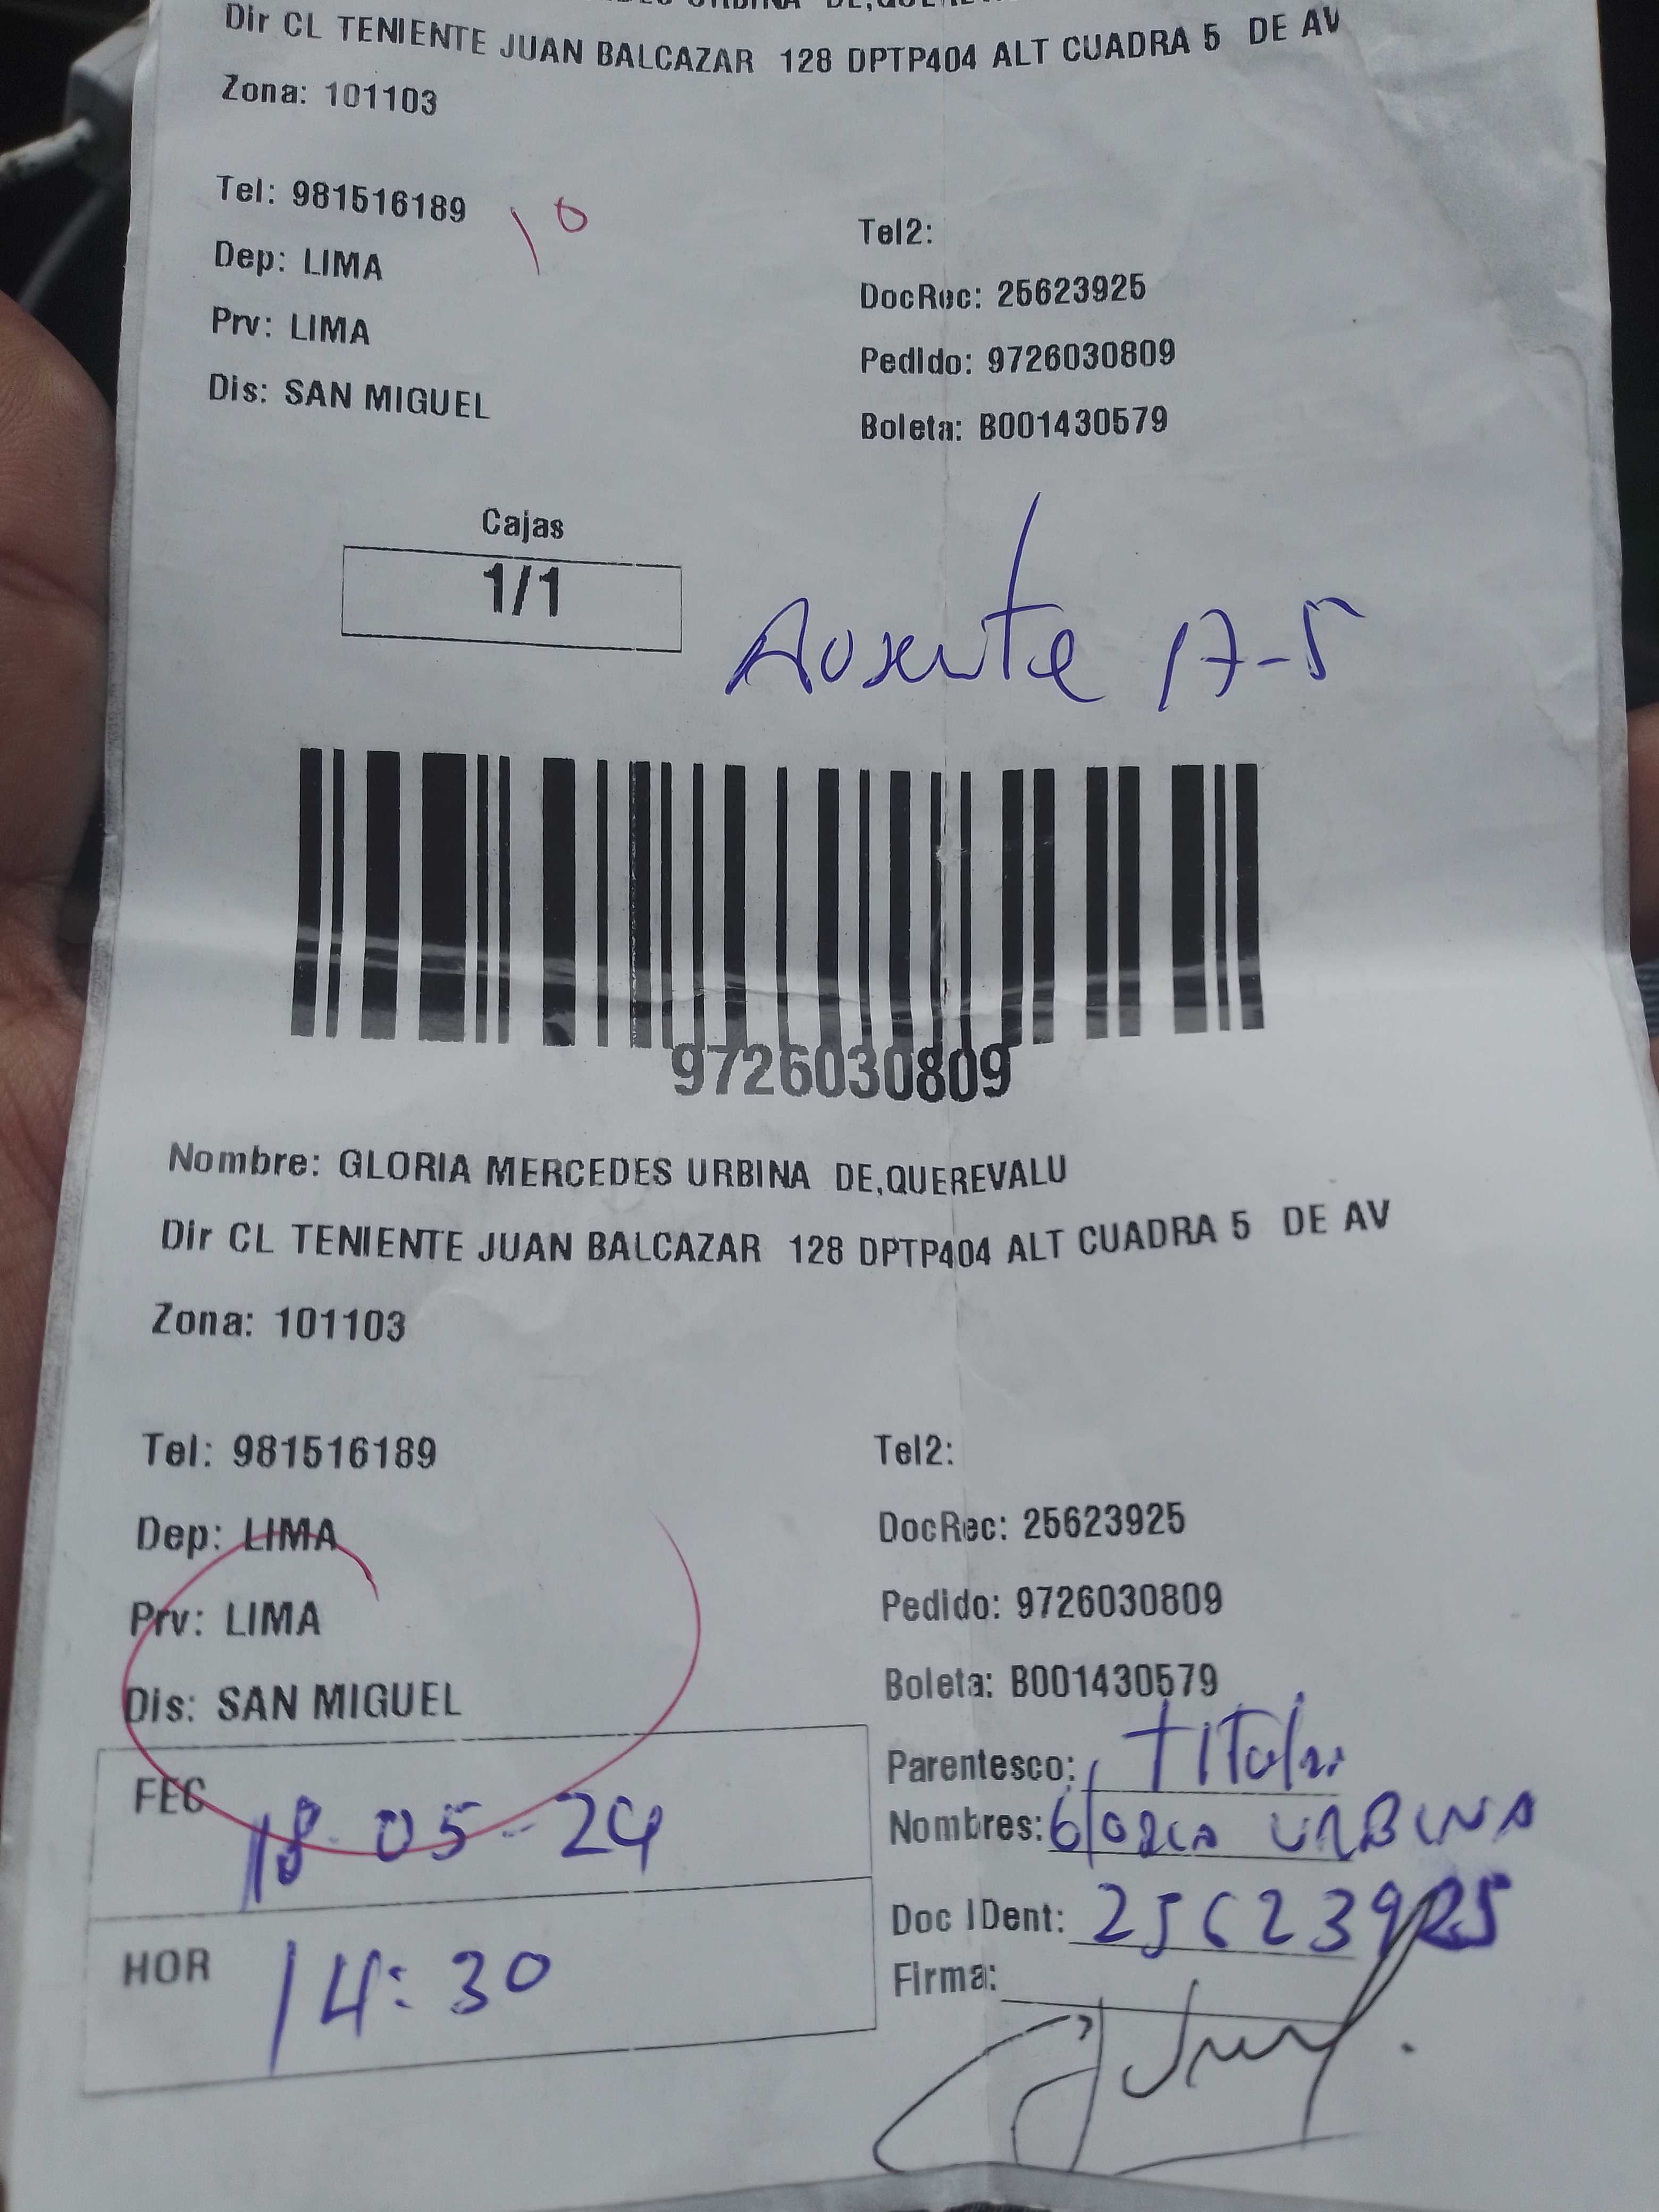 Dir CL TENIENTE JUAN BALCAZAR 128 DPTP404 ALT CUADRA 5 DE AV
Zona: 101103
Tel: 981516189 10
Tel2:
Dep: LIMA
DocRec: 25623925
Prv: LIMA
Pedido: 9726030809
Dis: SAN MIGUEL
Boleta: B001430579
Cajas
1/1
Ausente 17-5
9726030809
Nombre: GLORIA MERCEDES URBINA DE,QUEREVALU
Dir CL TENIENTE JUAN BALCAZAR 128 DPTP404 ALT CUADRA 5 DE AV
Zona: 101103
Tel: 981516189
Tel2:
Dep: LIMA
DocRec: 25623925
Prv: LIMA
Pedido: 9726030809
Dis: SAN MIGUEL
Boleta: B001430579
Parentesco: Titular
FEC 18-05-24
Nombres: Gloria URBINA
Doc IDent: 25623925
HOR 14:30
Firma: